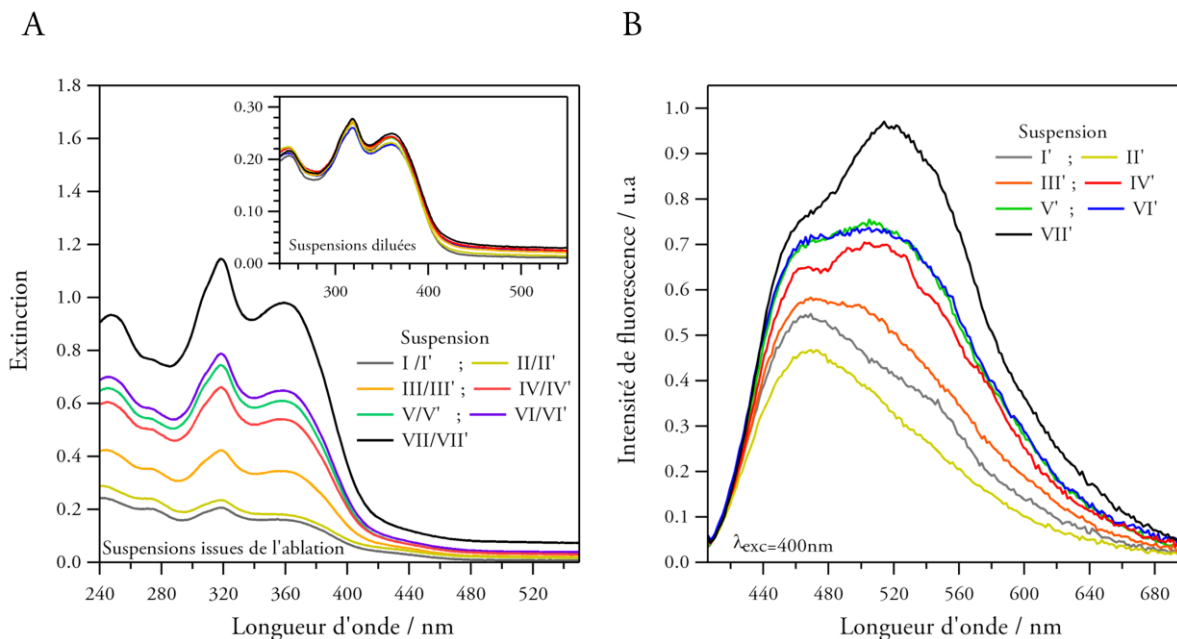 A
Extinction
1.8
1.6
1.4
1.2
1.0
0.8
0.6
0.4
0.2
0.0
240 280 320 360 400 440 480 520
Longueur d'onde / nm
0.30
0.20
0.10
0.00
300 400 500
Suspensions diluées
Suspension
I /I' ; II/II'
III/III' ; IV/IV'
V/V' ; VI/VI'
VII/VII'
Suspensions issues de l'ablation
B
Intensité de fluorescence / u.a
1.0
0.9
0.8
0.7
0.6
0.5
0.4
0.3
0.2
0.1
0.0
440 480 520 560 600 640 680
Longueur d'onde / nm
Suspension
I' ; II'
III' ; IV'
V' ; VI'
VII'
λexc=400nm